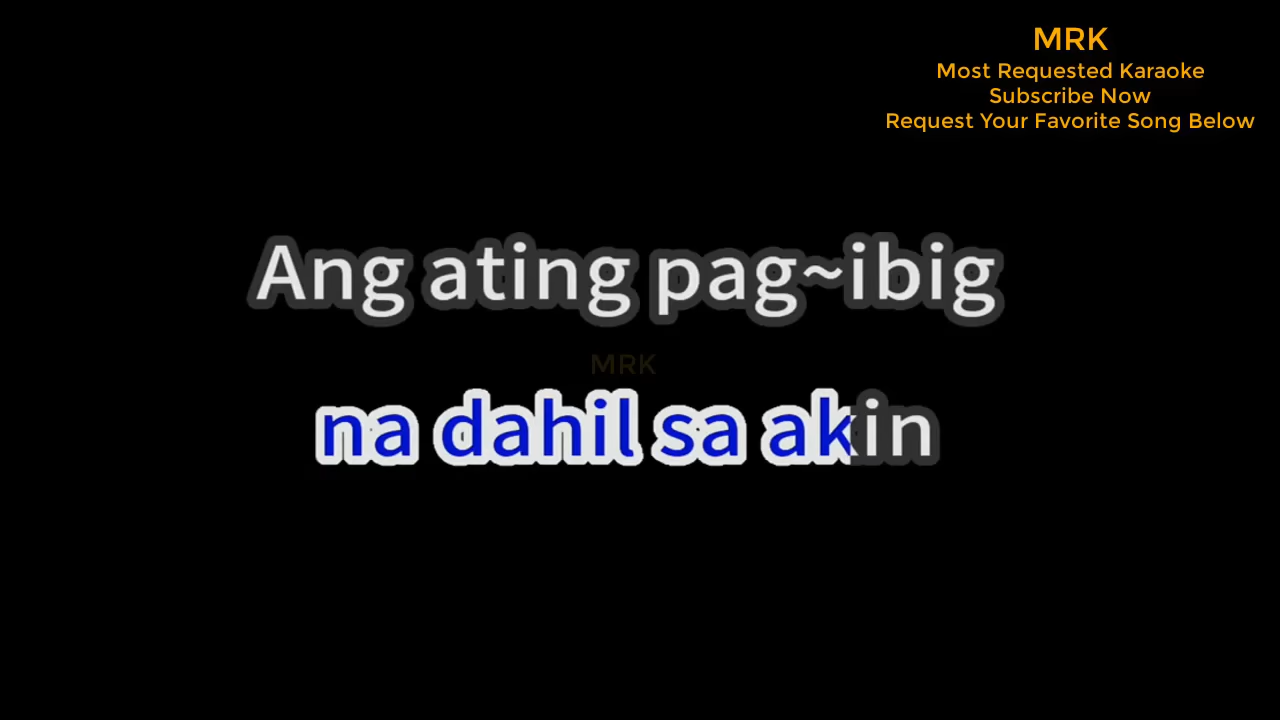 MRK
Most Requested Karaoke
Subscribe Now
Request Your Favorite Song Below
Ang ating pag~ibig
MRK
na dahil sa akin